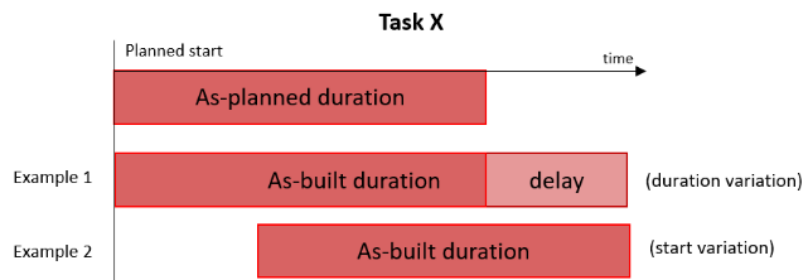 Task X
Planned start
time
As-planned duration
Example 1
As-built duration
delay
(duration variation)
Example 2
As-built duration
(start variation)